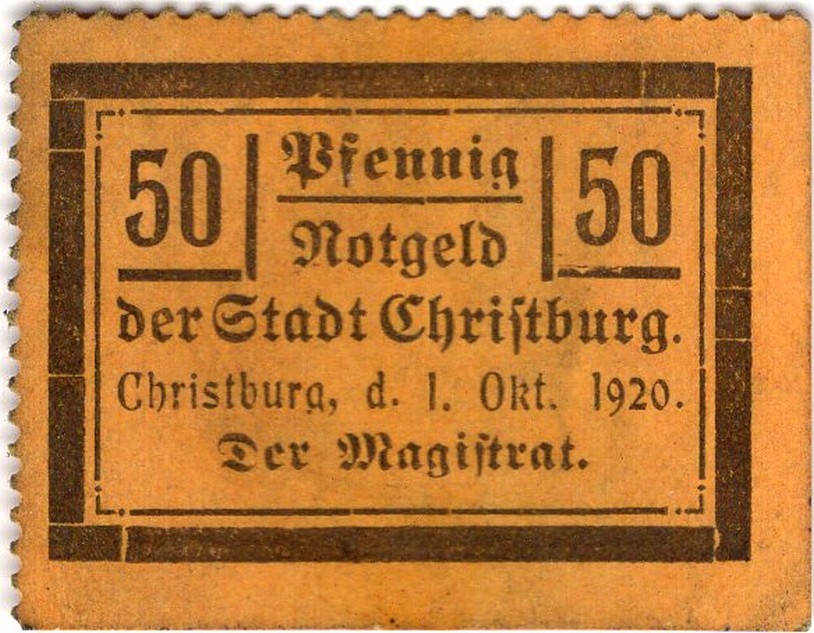 50 Pfennig 50
Notgeld
der Stadt Christburg.
Christburg, d. 1. Okt. 1920.
Der Magistrat.